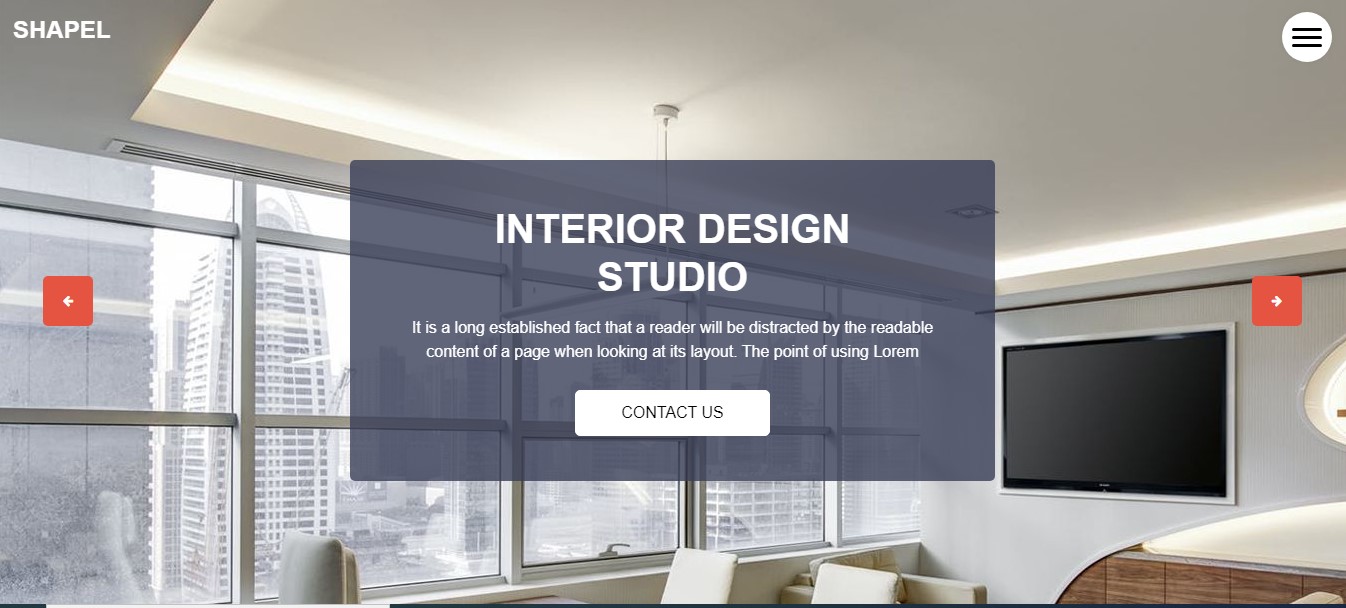 SHAPEL
INTERIOR DESIGN
STUDIO
It is a long established fact that a reader will be distracted by the readable
content of a page when looking at its layout. The point of using Lorem
CONTACT US